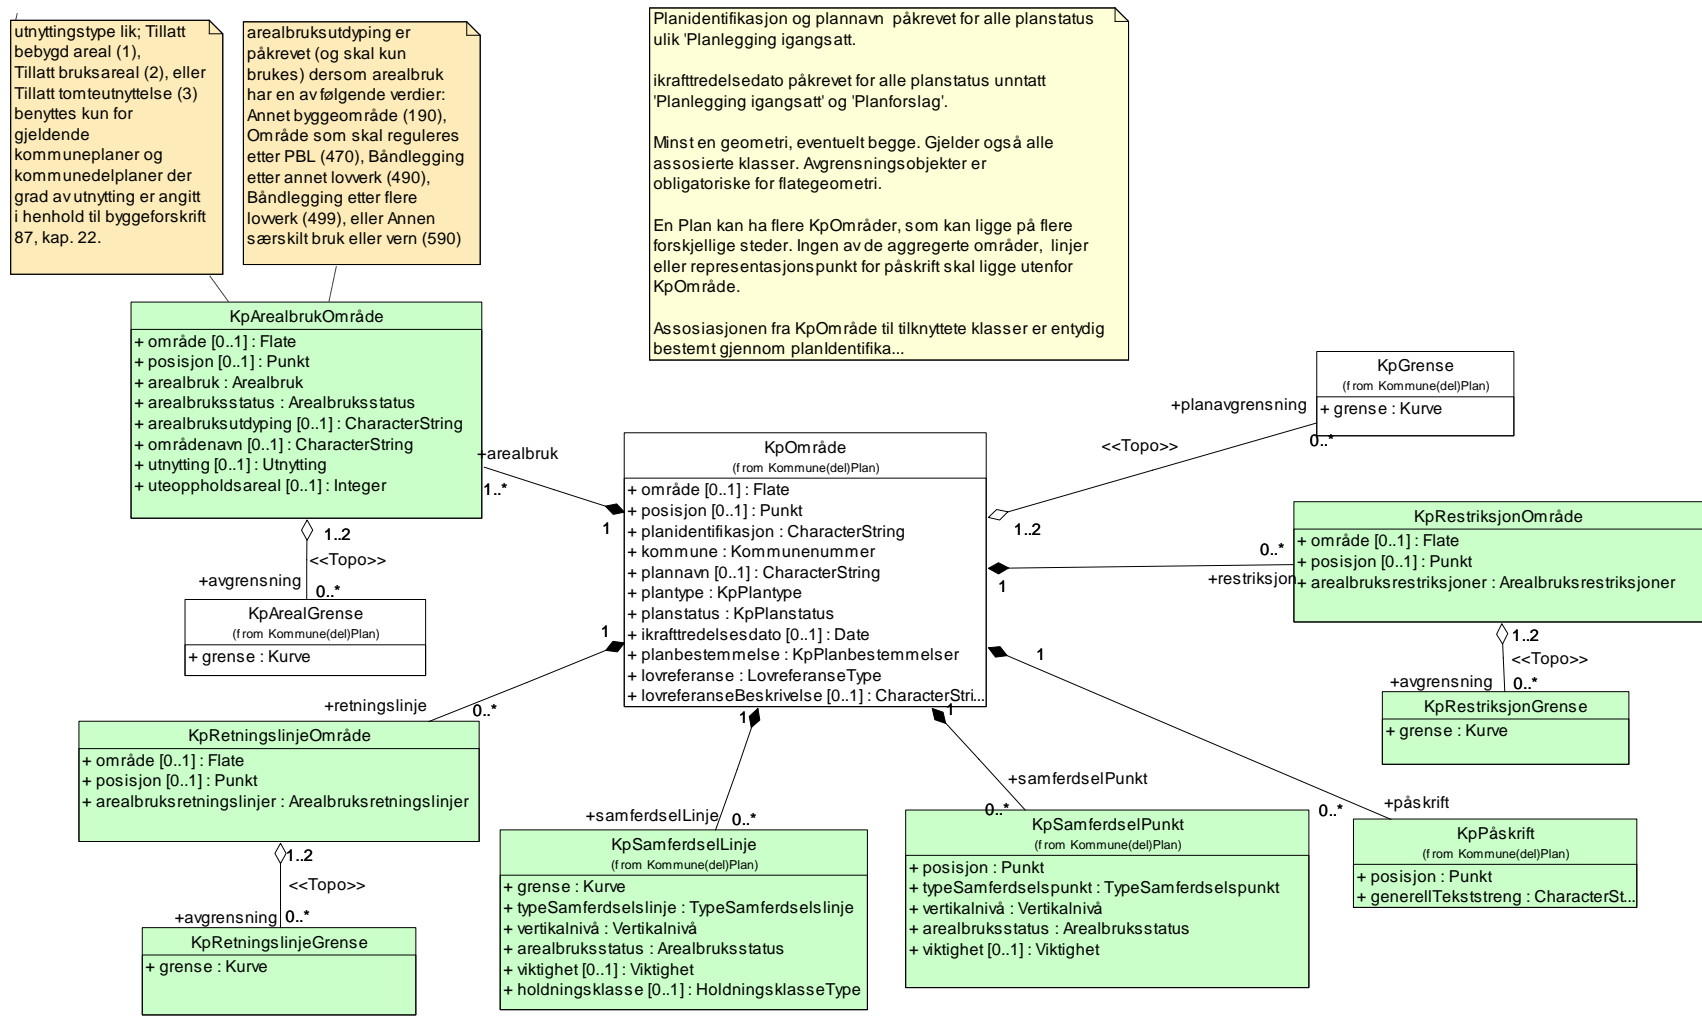 utnyttingstype lik; Tillatt
bebygd areal (1),
Tillatt bruksareal (2), eller
Tillatt tomteutnyttelse (3)
benyttes kun for
gjeldende
kommuneplaner og
kommunedelplaner der
grad av utnytting er angitt
i henhold til byggeforskrift
87, kap. 22.
arealbruksutdyping er
påkrevet (og skal kun
brukes) dersom arealbruk
har en av følgende verdier:
Annet byggeområde (190),
Område som skal reguleres
etter PBL (470), Båndlegging
etter annet lovverk (490),
Båndlegging etter flere
lovverk (499), eller Annen
særskilt bruk eller vern (590)
Planidentifikasjon og plannavn påkrevet for alle planstatus
ulik 'Planlegging igangsatt.
ikrafttredelsedato påkrevet for alle planstatus unntatt
'Planlegging igangsatt' og 'Planforslag'.
Minst en geometri, eventuelt begge. Gjelder også alle
assosierte klasser. Avgrensningsobjekter er
obligatoriske for flategeometri.
En Plan kan ha flere KpOmråder, som kan ligge på flere
forskjellige steder. Ingen av de aggregerte områder, linjer
eller representasjonspunkt for påskrift skal ligge utenfor
KpOmråde.
Assosiasjonen fra KpOmråde til tilknyttete klasser er entydig
bestemt gjennom planIdentifika...
KpArealbrukOmråde
+ område [0..1] : Flate
+ posisjon [0..1] : Punkt
+ arealbruk : Arealbruk
+ arealbruksstatus : Arealbruksstatus
+ arealbruksutdyping [0..1] : CharacterString
+ områdenavn [0..1] : CharacterString
+ utnytting [0..1] : Utnytting
+ uteoppholdsareal [0..1] : Integer
+arealbruk
1..*
1
1..2
<<Topo>>
+avgrensning
0..*
KpArealGrense
(from Kommune(del)Plan)
+ grense : Kurve
KpOmråde
(from Kommune(del)Plan)
+ område [0..1] : Flate
+ posisjon [0..1] : Punkt
+ planidentifikasjon : CharacterString
+ kommune : Kommunenummer
+ plannavn [0..1] : CharacterString
+ plantype : KpPlantype
+ planstatus : KpPlanstatus
+ ikrafttredelsesdato [0..1] : Date
+ planbestemmelse : KpPlanbestemmelser
+ lovreferanse : LovreferanseType
+ lovreferanseBeskrivelse [0..1] : CharacterStri...
KpGrense
(from Kommune(del)Plan)
+ grense : Kurve
+planavgrensning
0..*
<<Topo>>
1..2
KpRestriksjonOmråde
+ område [0..1] : Flate
+ posisjon [0..1] : Punkt
+ arealbruksrestriksjoner : Arealbruksrestriksjoner
0..*
+restriksjon
1
1..2
<<Topo>>
+avgrensning
0..*
KpRestriksjonGrense
+ grense : Kurve
1
+retningslinje
0..*
KpRetningslinjeOmråde
+ område [0..1] : Flate
+ posisjon [0..1] : Punkt
+ arealbruksretningslinjer : Arealbruksretningslinjer
1..2
<<Topo>>
+avgrensning
0..*
KpRetningslinjeGrense
+ grense : Kurve
1
+samferdselLinje
0..*
KpSamferdselLinje
(from Kommune(del)Plan)
+ grense : Kurve
+ typeSamferdselslinje : TypeSamferdselslinje
+ vertikalnivå : Vertikalnivå
+ arealbruksstatus : Arealbruksstatus
+ viktighet [0..1] : Viktighet
+ holdningsklasse [0..1] : HoldningsklasseType
1
+samferdselPunkt
0..*
KpSamferdselPunkt
(from Kommune(del)Plan)
+ posisjon : Punkt
+ typeSamferdselspunkt : TypeSamferdselspunkt
+ vertikalnivå : Vertikalnivå
+ arealbruksstatus : Arealbruksstatus
+ viktighet [0..1] : Viktighet
1
+påskrift
0..*
KpPåskrift
(from Kommune(del)Plan)
+ posisjon : Punkt
+ generellTekststreng : CharacterSt...